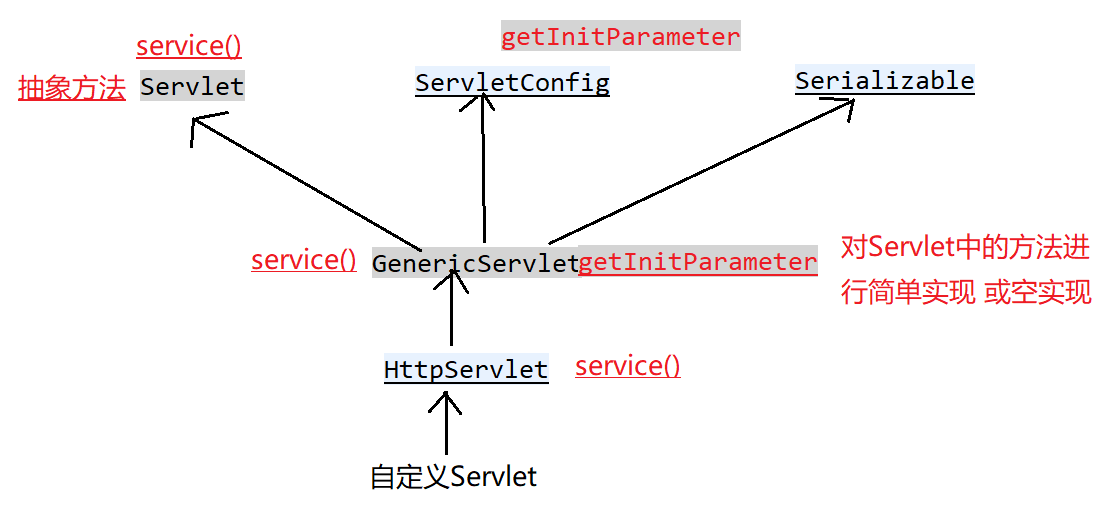 service()
getInitParameter
抽象方法 Servlet
ServletConfig
Serializable
service() GenericServlet getInitParameter
对Servlet中的方法进
行简单实现 或空实现
HttpServlet service()
自定义Servlet